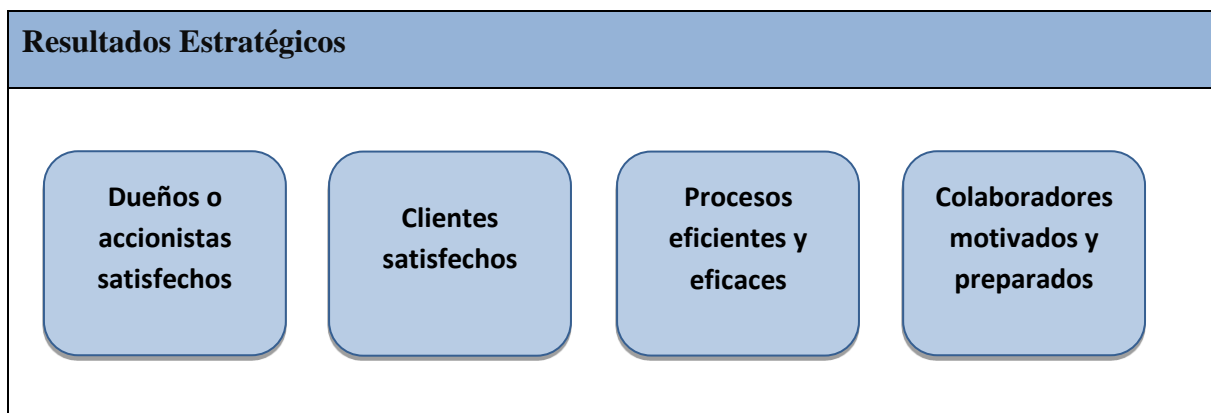 Resultados Estratégicos
Dueños o
accionistas
satisfechos
Clientes
satisfechos
Procesos
eficientes y
eficaces
Colaboradores
motivados y
preparados